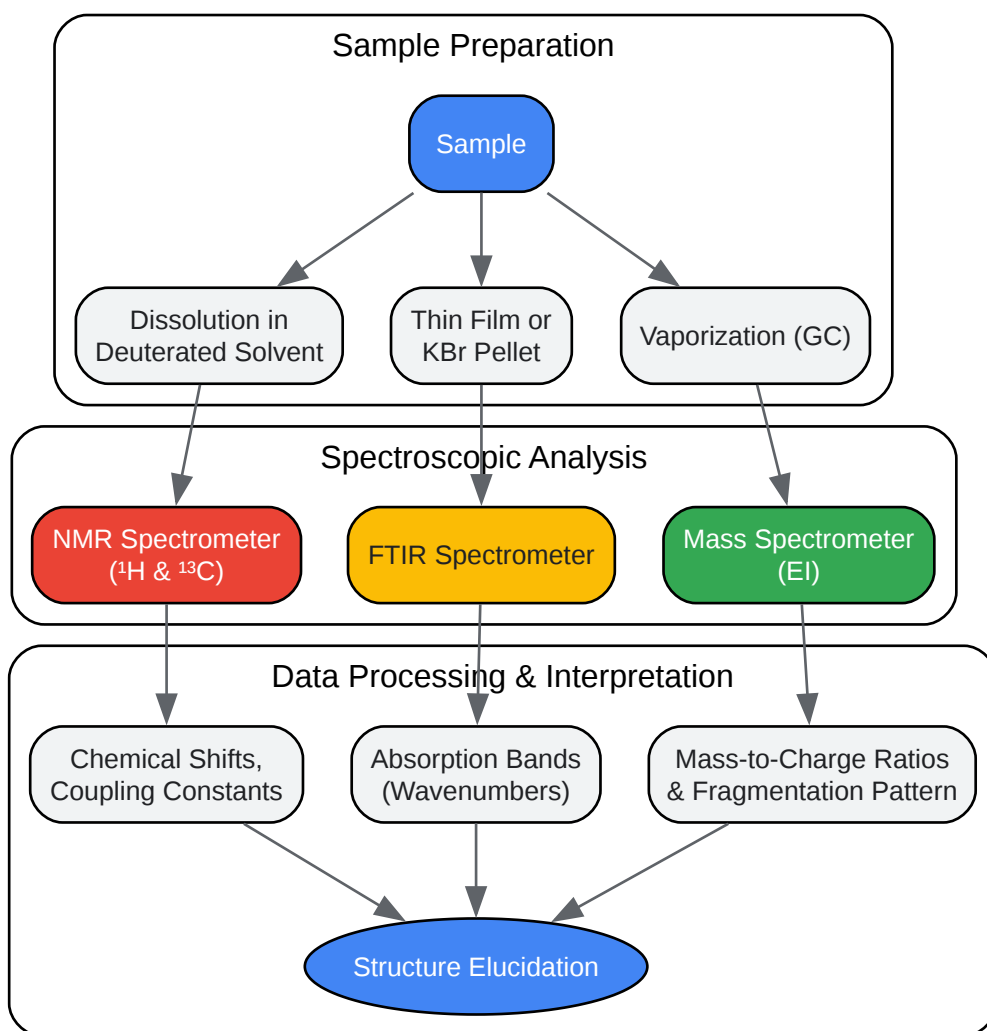 Sample Preparation
Sample
Dissolution in
Deuterated Solvent
Thin Film or
KBr Pellet
Vaporization (GC)
Spectroscopic Analysis
NMR Spectrometer
(¹H & ¹³C)
FTIR Spectrometer
Mass Spectrometer
(EI)
Data Processing & Interpretation
Chemical Shifts,
Coupling Constants
Absorption Bands
(Wavenumbers)
Mass-to-Charge Ratios
& Fragmentation Pattern
Structure Elucidation